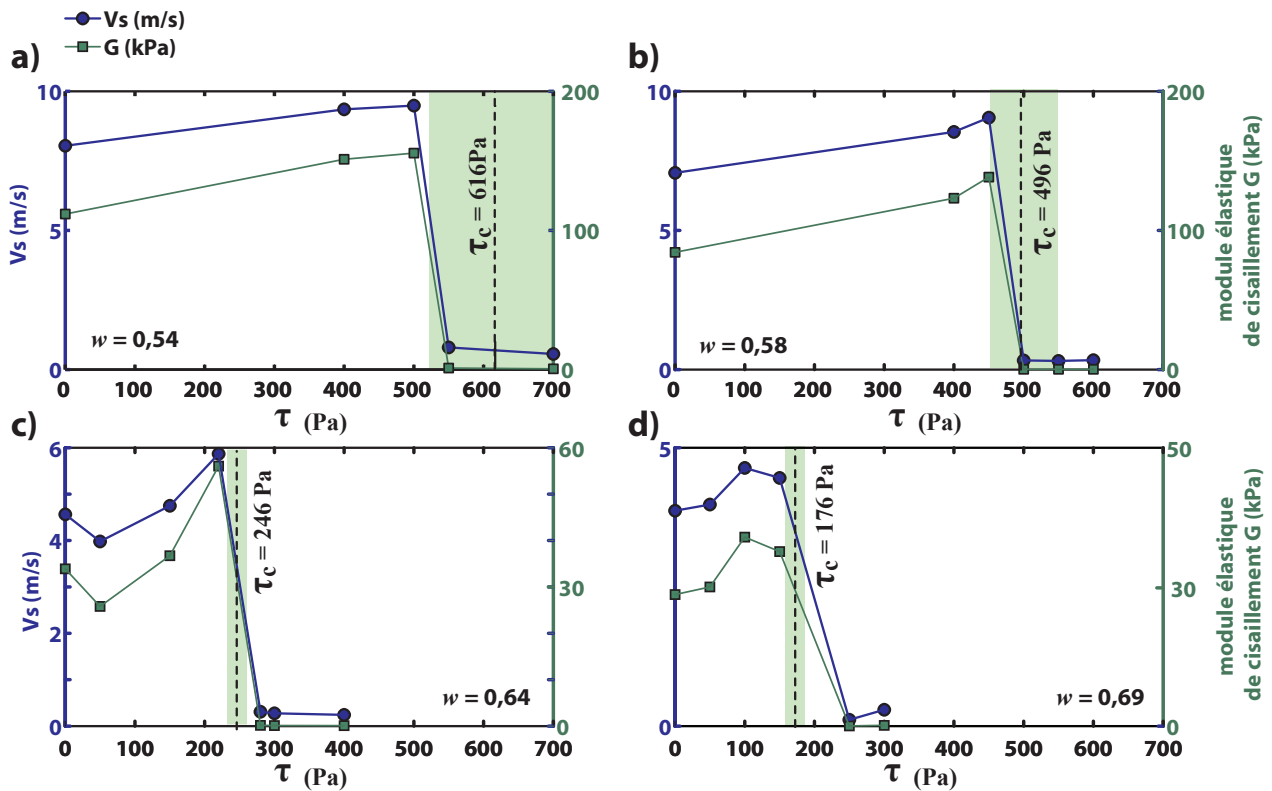 Vs (m/s)
G (kPa)
a)
10
5
0
Vs (m/s)
200
100
0
τc = 616Pa
w = 0,54
0 100 200 300 400 500 600 700
τ (Pa)
b)
10
5
0
200
100
0
module élastique
de cisaillement G (kPa)
τc = 496 Pa
w = 0,58
0 100 200 300 400 500 600 700
τ (Pa)
c)
6
4
2
0
Vs (m/s)
60
30
0
τc = 246 Pa
w = 0,64
0 100 200 300 400 500 600 700
τ (Pa)
d)
5
0
50
30
0
module élastique
de cisaillement G (kPa)
τc = 176 Pa
w = 0,69
0 100 200 300 400 500 600 700
τ (Pa)